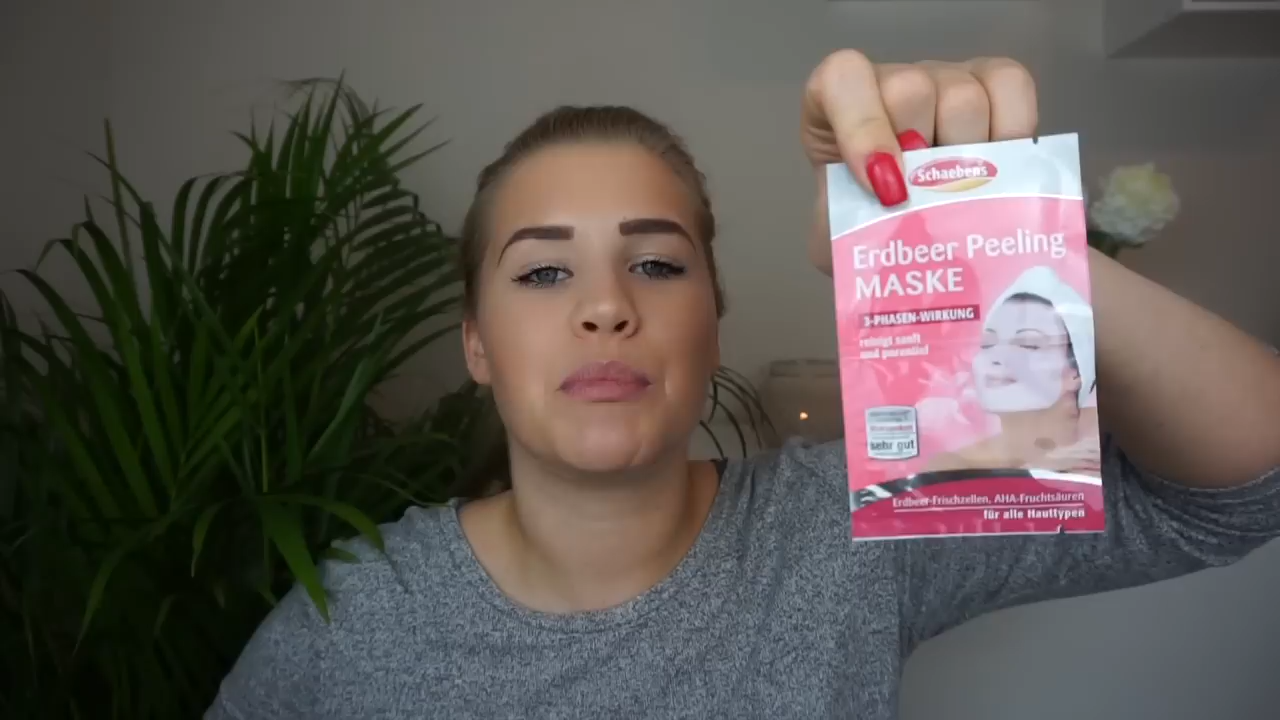 Schaebens
Erdbeer Peeling
MASKE
3-PHASEN-WIRKUNG
reinigt sanft
und porentief
sehr gut
Erdbeer-Frischzellen, AHA-Fruchtsäuren
für alle Hauttypen